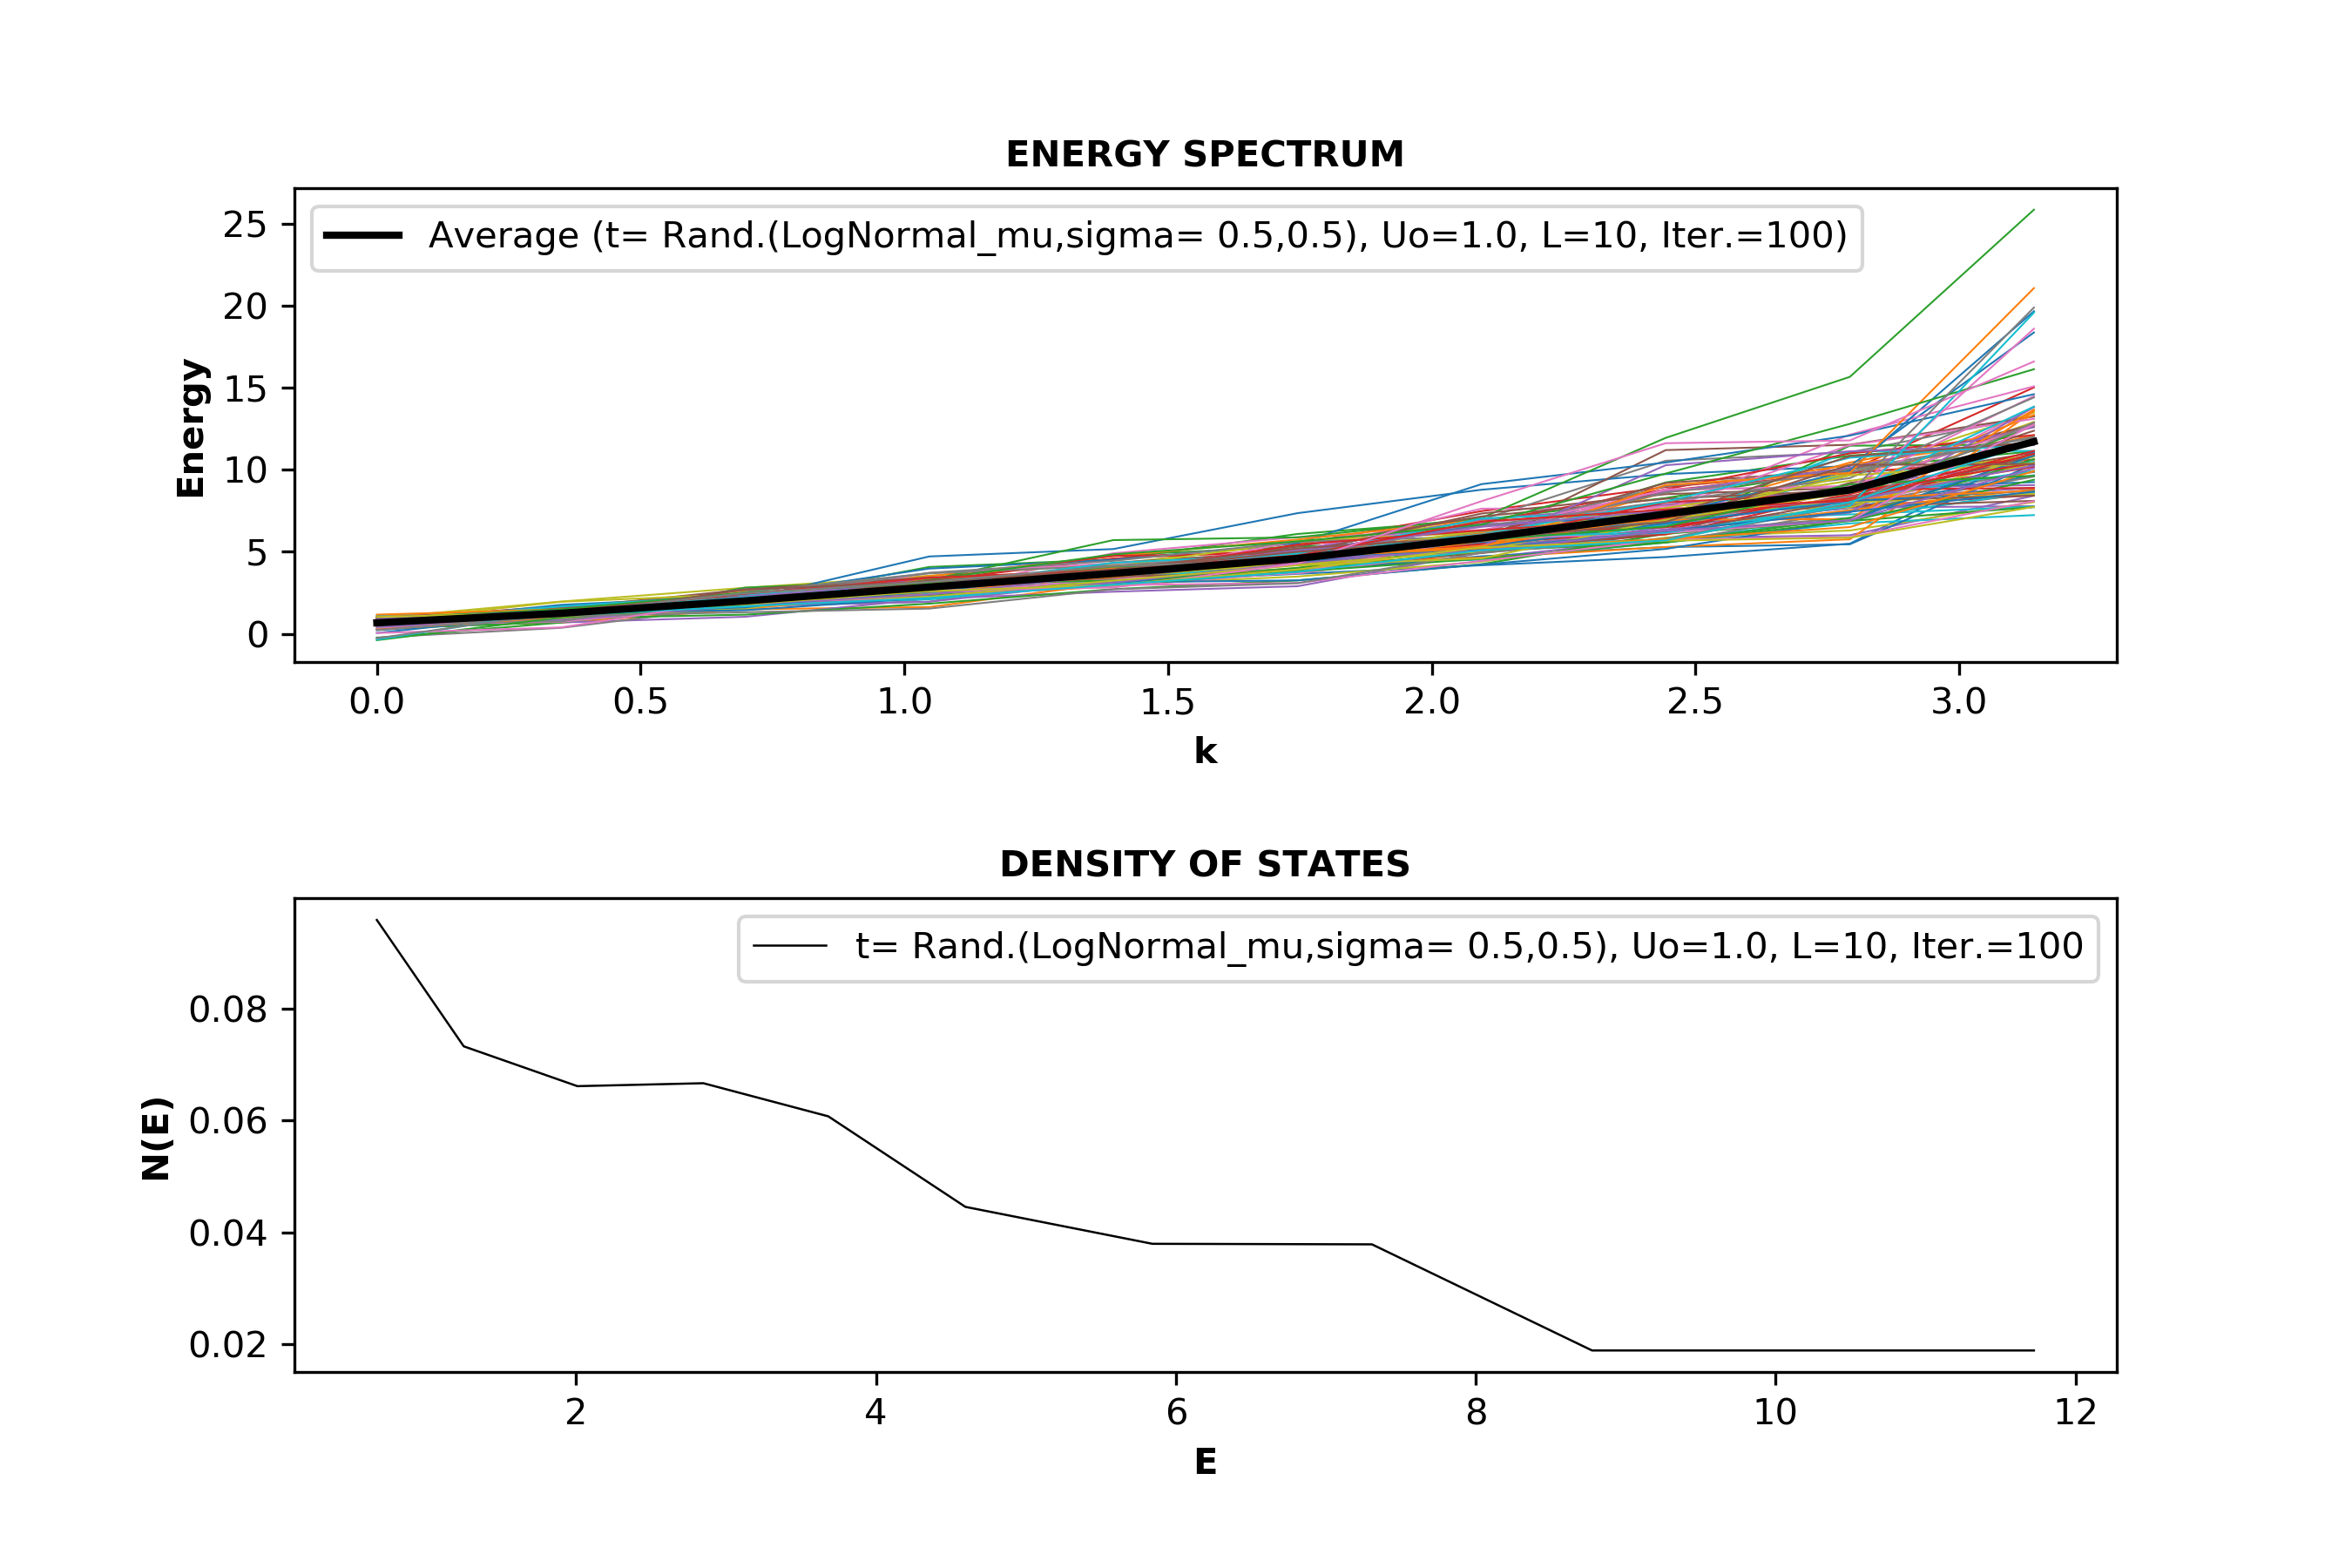 ENERGY SPECTRUM
Average (t= Rand.(LogNormal_mu,sigma= 0.5,0.5), Uo=1.0, L=10, Iter.=100)
25
20
15
10
5
0
Energy
0.0 0.5 1.0 1.5 2.0 2.5 3.0
k
DENSITY OF STATES
t= Rand.(LogNormal_mu,sigma= 0.5,0.5), Uo=1.0, L=10, Iter.=100
0.08
0.06
0.04
0.02
N(E)
2 4 6 8 10 12
E